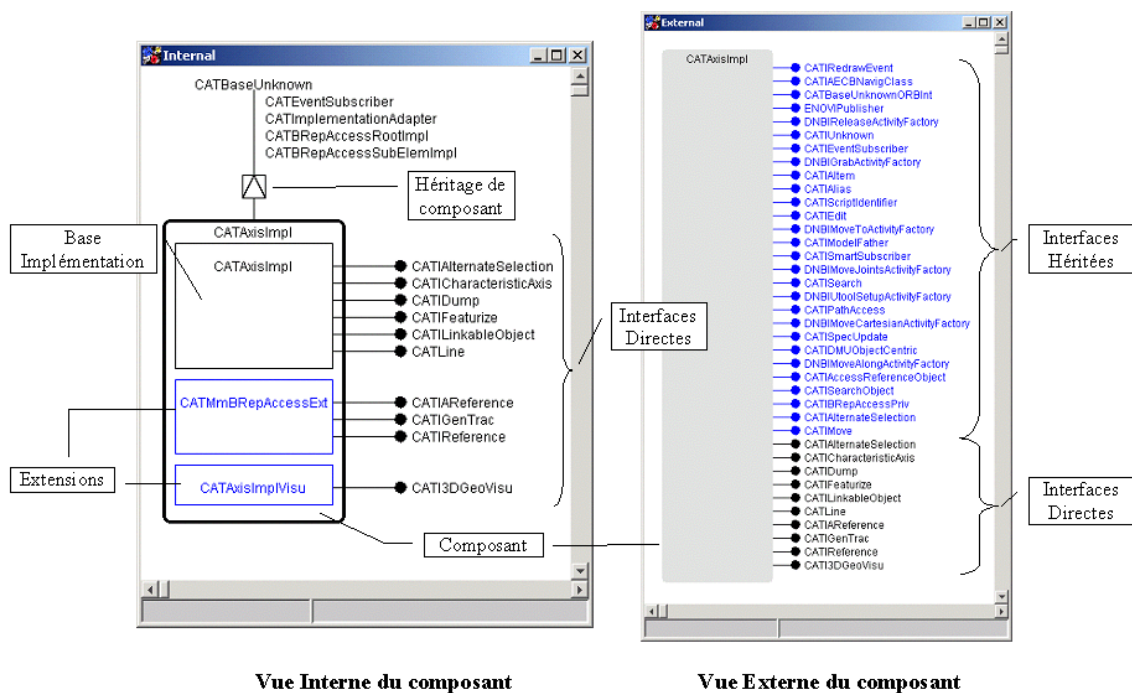 Internal
CATBaseUnknown
CATEventSubscriber
CATImplementationAdapter
CATBRepAccessRootImpl
CATBRepAccessSubElemImpl
Héritage de
composant
Base
Implémentation
CATAxisImpl
CATAxisImpl
CATIAlternateSelection
CATICharacteristicAxis
CATIDump
CATIFeaturize
CATILinkableObject
CATLine
Interfaces
Directes
CATMmBRepAccessExt
CATIAReference
CATIGenTrac
CATIReference
Extensions
CATAxisImplVisu
CATI3DGeoVisu
Composant
External
CATAxisImpl
CATIRedrawEvent
CATIAECBNavigClass
CATBaseUnknownORBInt
ENOVIPublisher
DNBIReleaseActivityFactory
CATIUnknown
CATIEventSubscriber
DNBIGrabActivityFactory
CATIAItem
CATIAlias
CATIScriptIdentifier
CATIEdit
DNBIMoveToActivityFactory
CATIModelFather
CATISmartSubscriber
DNBIMoveJointsActivityFactory
CATISearch
DNBIUtoolSetupActivityFactory
CATIPathAccess
DNBIMoveCartesianActivityFactory
CATISpecUpdate
CATIDMUObjectCentric
DNBIMoveAlongActivityFactory
CATIAccessReferenceObject
CATISearchObject
CATIBRepAccessPriv
CATIAlternateSelection
CATIMove
CATIAlternateSelection
CATICharacteristicAxis
CATIDump
CATIFeaturize
CATILinkableObject
CATLine
CATIAReference
CATIGenTrac
CATIReference
CATI3DGeoVisu
Interfaces
Héritées
Interfaces
Directes
Vue Interne du composant
Vue Externe du composant